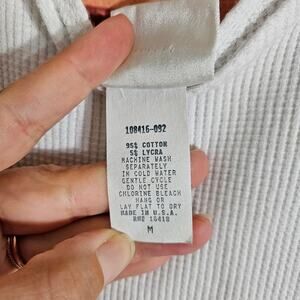 108416-092
95% COTTON
5% LYCRA
MACHINE WASH
SEPARATELY
IN COLD WATER
GENTLE CYCLE
DO NOT USE
CHLORINE BLEACH
HANG OR
LAY FLAT TO DRY
MADE IN U.S.A.
RN# 16418
M